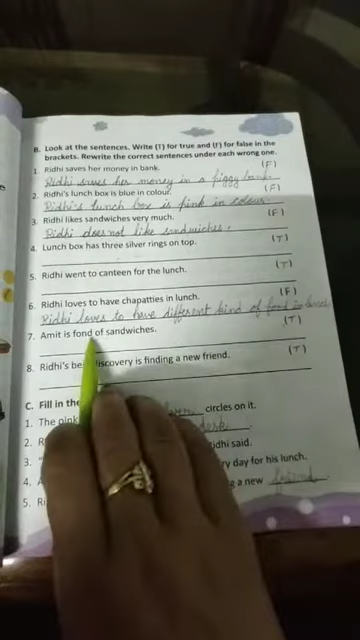 B. Look at the sentences. Write (T) for true and (F) for false in the
brackets. Rewrite the correct sentences under each wrong one.
1. Ridhi saves her money in bank. (F)
Ridhi saves her money in a piggy bank.
2. Ridhi's lunch box is blue in colour. (F)
Ridhi's lunch box is pink in colour.
3. Ridhi likes sandwiches very much. (F)
Ridhi does not like sandwiches.
4. Lunch box has three silver rings on top. (T)
5. Ridhi went to canteen for the lunch. (T)
6. Ridhi loves to have chapatties in lunch. (F)
Ridhi loves to have different kind of food in lunch
7. Amit is fond of sandwiches. (T)
8. Ridhi's be discovery is finding a new friend. (T)
C. Fill in the
1. The pink circles on it.
2. R desk. idhi said.
3. " ry day for his lunch.
4. A g a new friend.
5. Ri